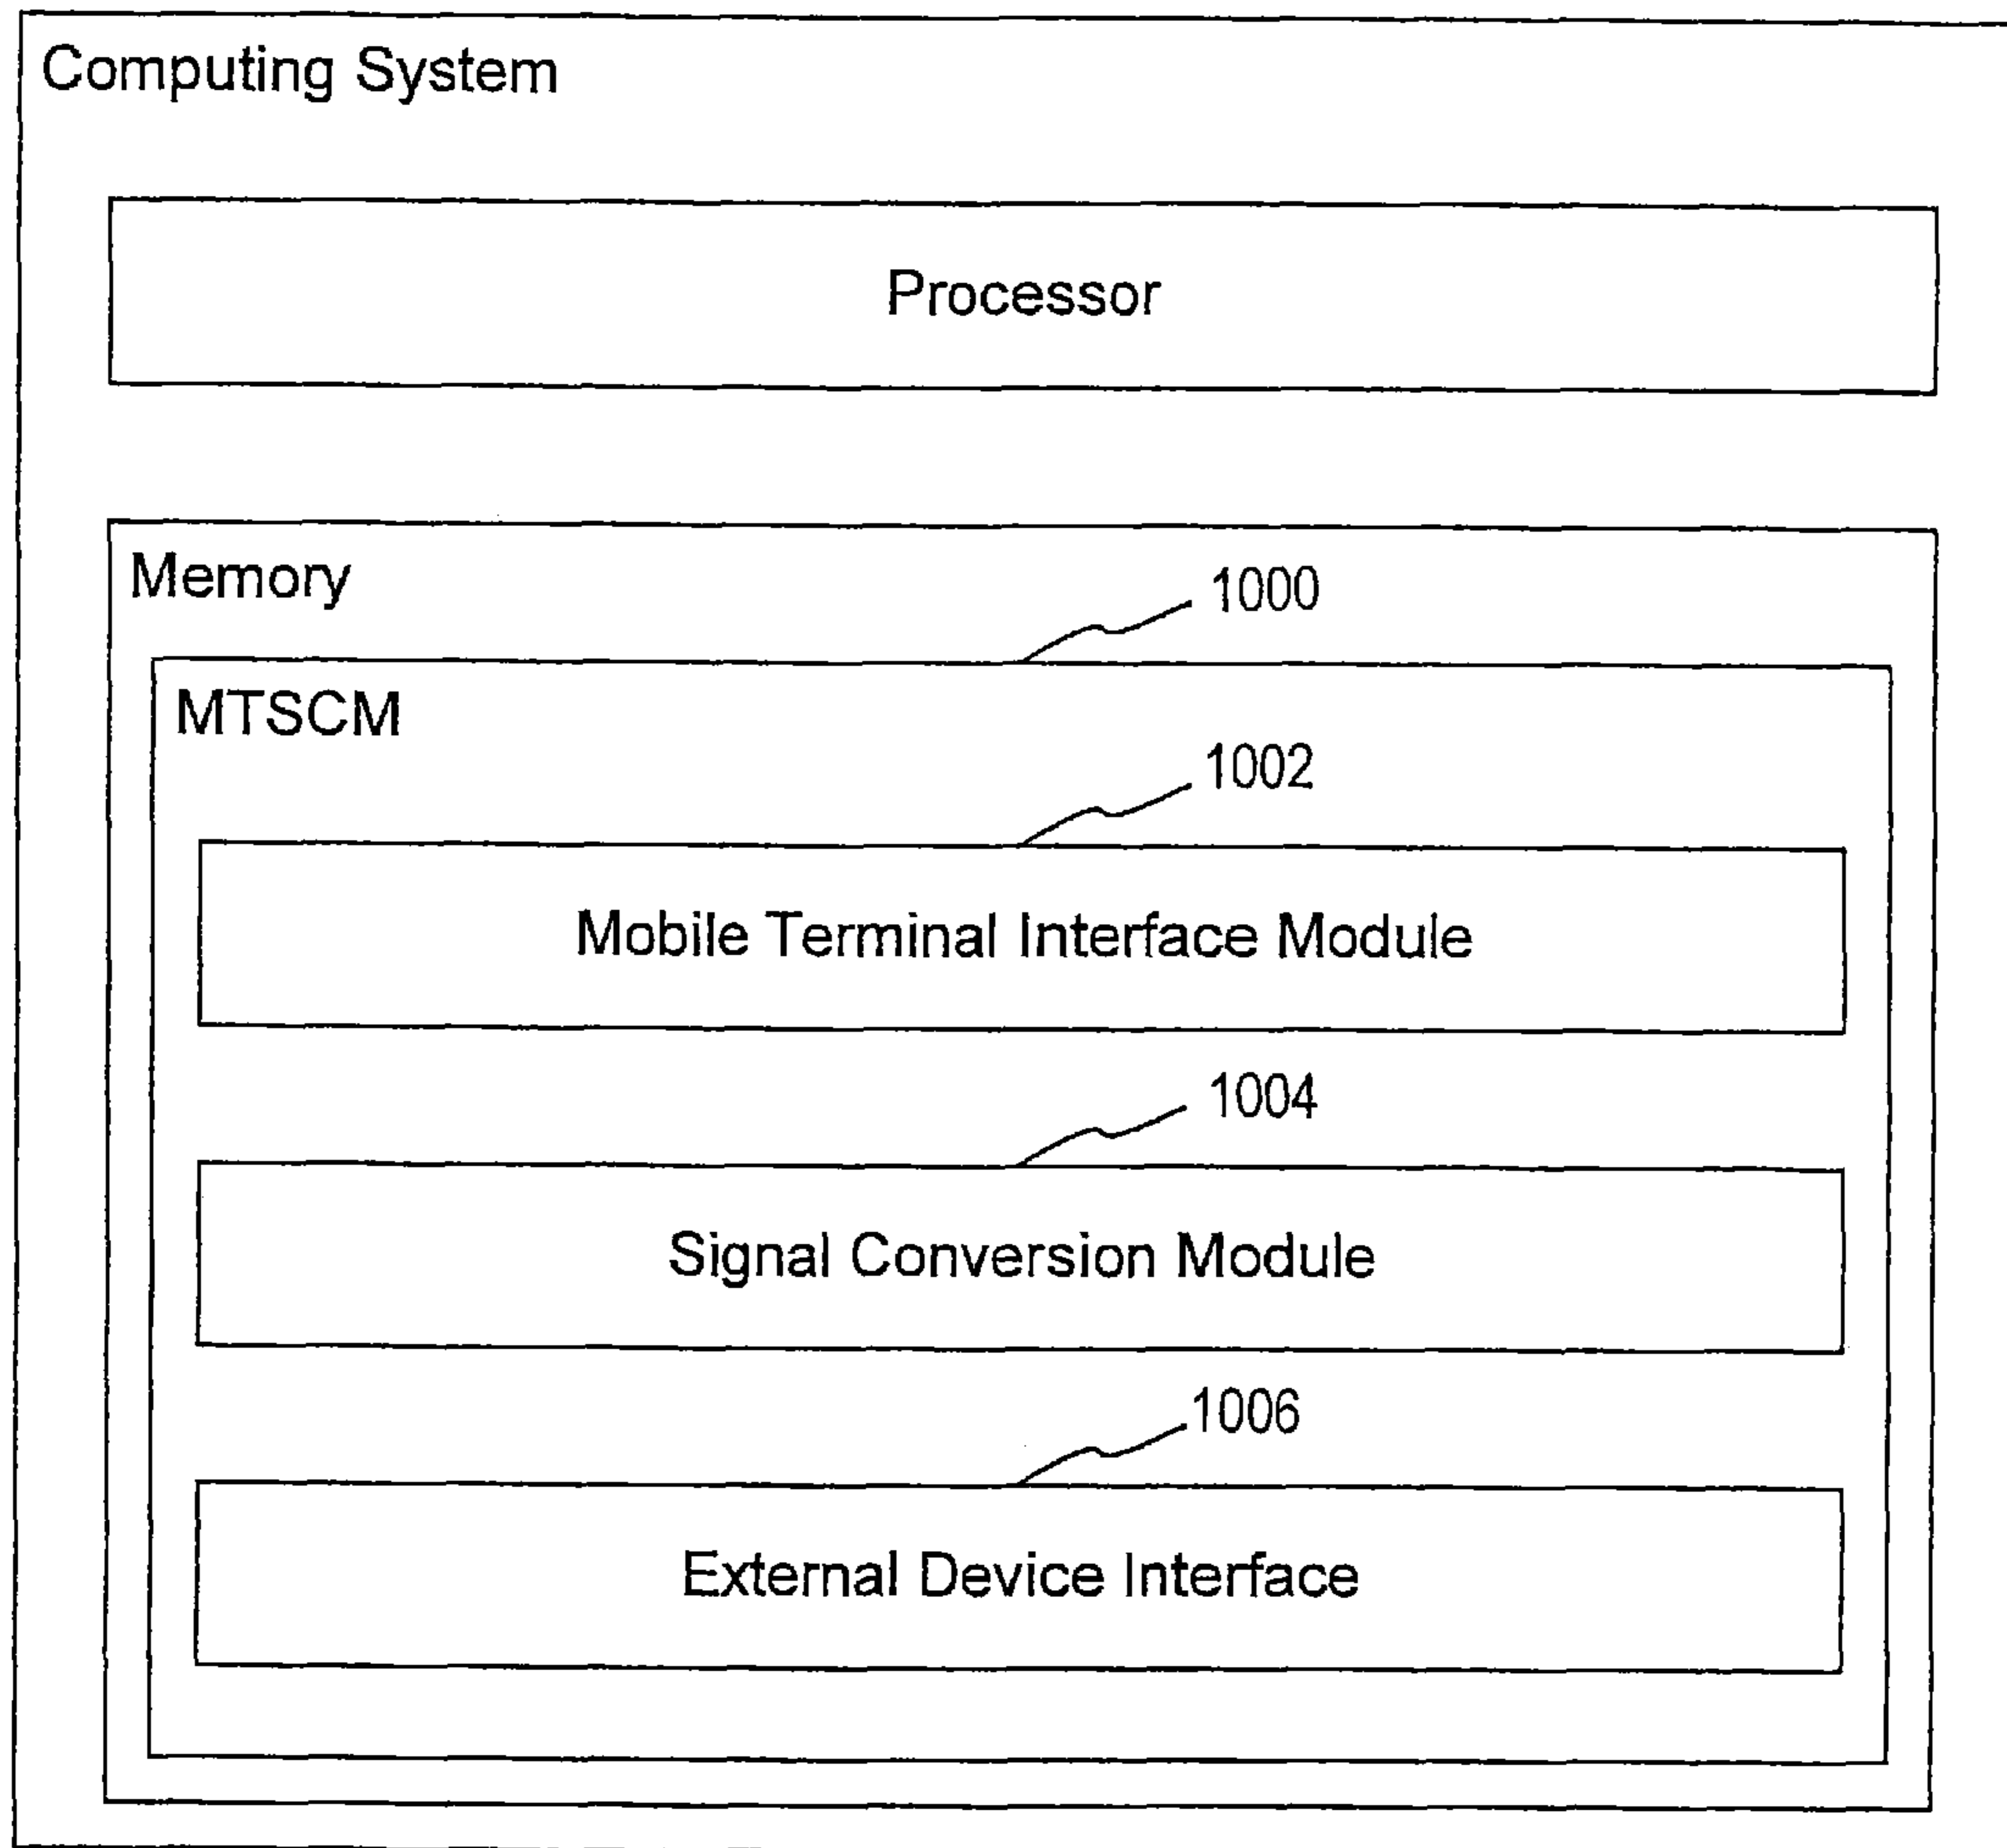 Computing System
Processor
Memory
1000
MTSCM
1002
Mobile Terminal Interface Module
1004
Signal Conversion Module
1006
External Device Interface